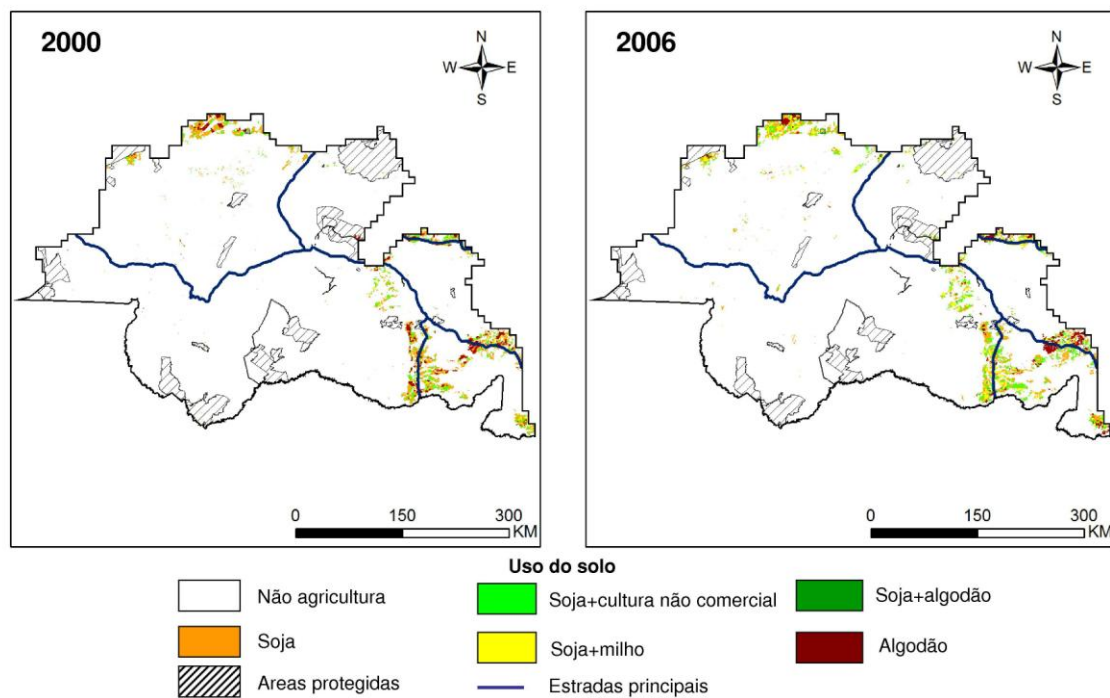 2000
N
W E
S
0 150 300
KM
2006
N
W E
S
0 150 300
KM
Uso do solo
Não agricultura
Soja+cultura não comercial
Soja+algodão
Soja
Soja+milho
Algodão
Areas protegidas
Estradas principais